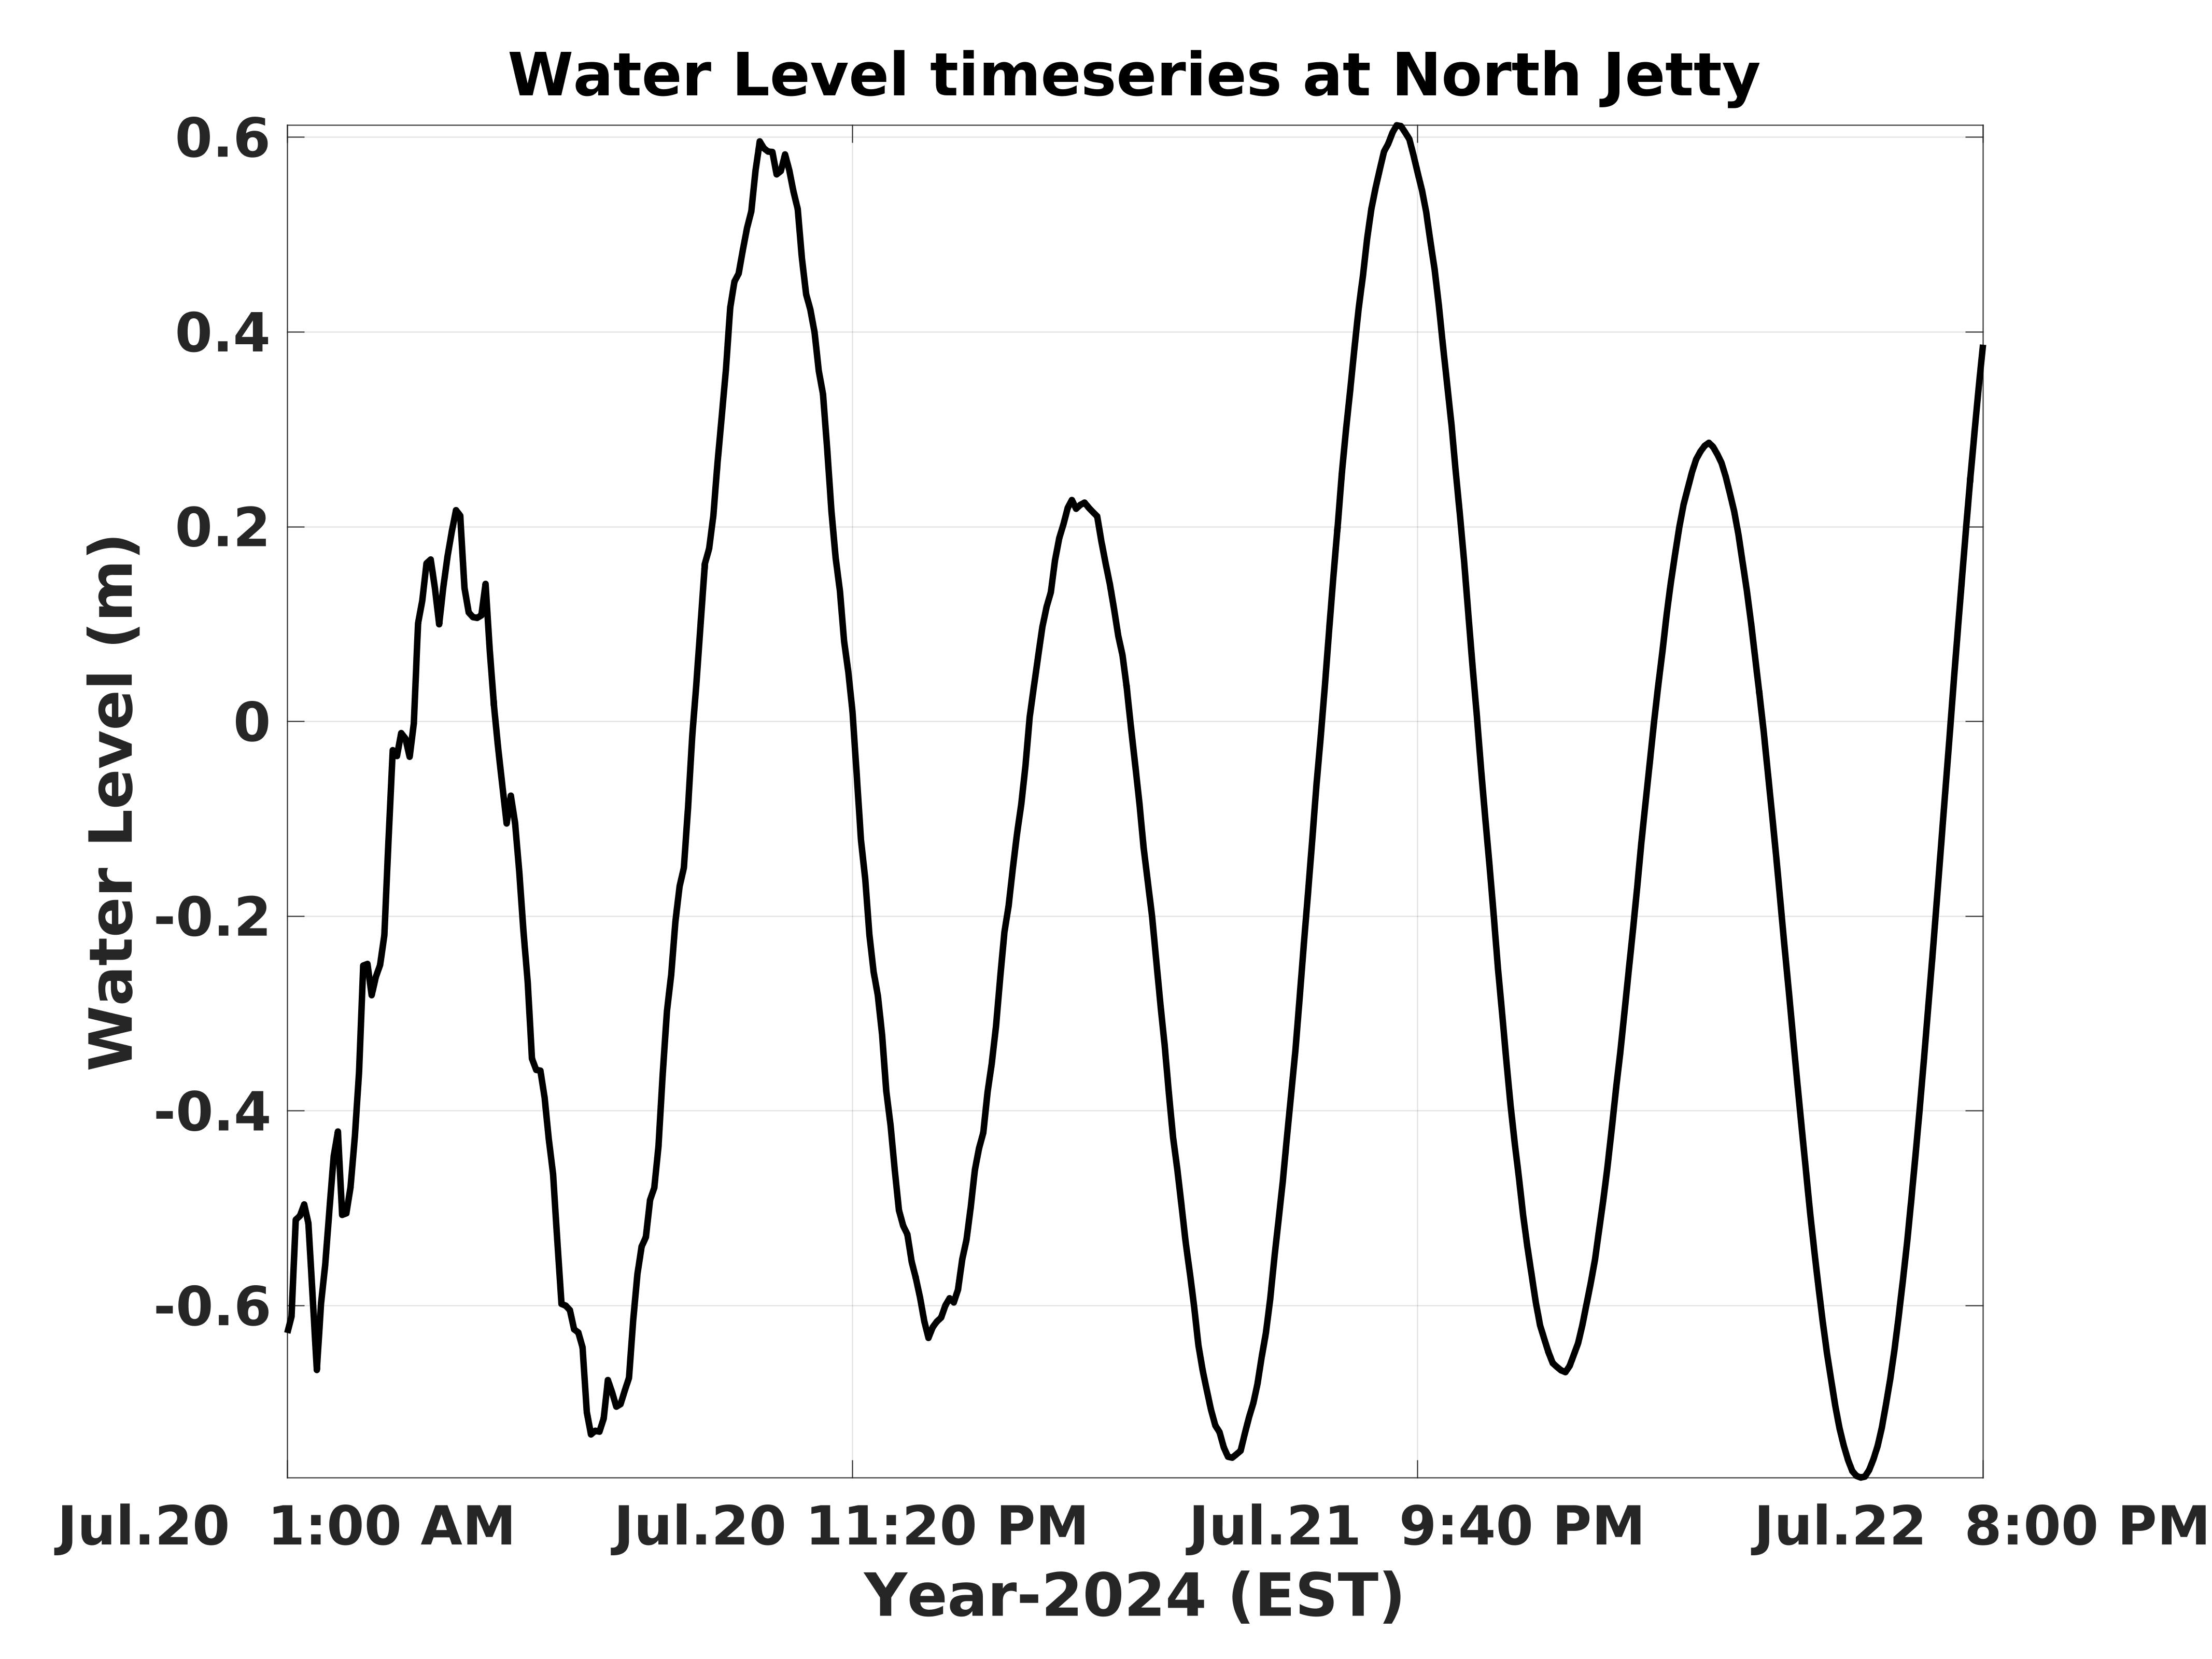 Water Level timeseries at North Jetty
0.6
0.4
0.2
0
-0.2
-0.4
-0.6
Water Level (m)
Jul.20  1:00 AM
Jul.20 11:20 PM
Jul.21  9:40 PM
Jul.22  8:00 PM
Year-2024 (EST)